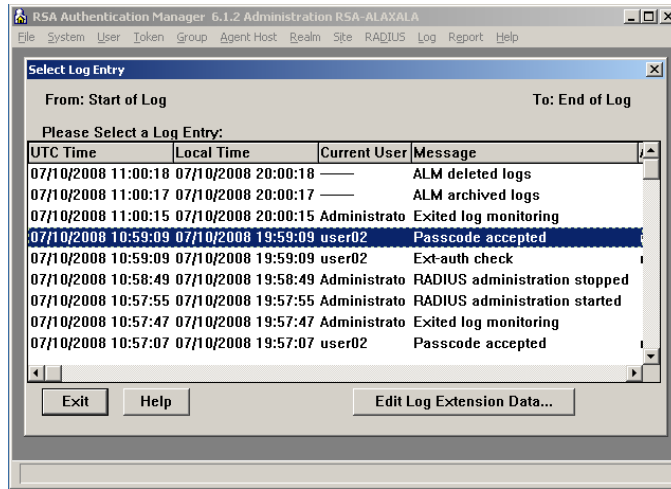 RSA Authentication Manager 6.1.2 Administration RSA-ALAXALA
File System User Token Group Agent Host Realm Site RADIUS Log Report Help
Select Log Entry
From: Start of Log To: End of Log
Please Select a Log Entry:
UTC Time Local Time Current User Message
07/10/2008 11:00:18 07/10/2008 20:00:18 —— ALM deleted logs
07/10/2008 11:00:17 07/10/2008 20:00:17 —— ALM archived logs
07/10/2008 11:00:15 07/10/2008 20:00:15 Administrato Exited log monitoring
07/10/2008 10:59:09 07/10/2008 19:59:09 user02 Passcode accepted
07/10/2008 10:59:09 07/10/2008 19:59:09 user02 Ext-auth check
07/10/2008 10:58:49 07/10/2008 19:58:49 Administrato RADIUS administration stopped
07/10/2008 10:57:55 07/10/2008 19:57:55 Administrato RADIUS administration started
07/10/2008 10:57:47 07/10/2008 19:57:47 Administrato Exited log monitoring
07/10/2008 10:57:07 07/10/2008 19:57:07 user02 Passcode accepted
Exit Help Edit Log Extension Data...